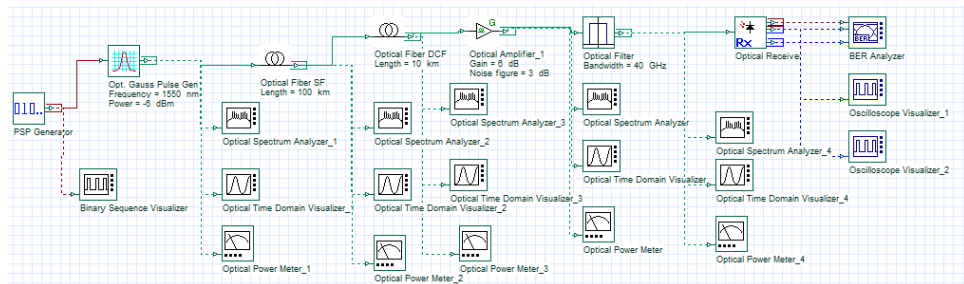 G
Optical Fiber DCF
Length = 10 km
Optical Amplifier_1
Gain = 6 dB
Noise figure = 3 dB
Optical Filter
Bandwidth = 40 GHz
Rx
Optical Receive
BER
BER Analyzer
Opt. Gauss Pulse Gen
Frequency = 1550 nm
Power = -6 dBm
Optical Fiber SF
Length = 100 km
010..
PSP Generator
Oscilloscope Visualizer_1
Optical Spectrum Analyzer_1
Optical Spectrum Analyzer_2
Optical Spectrum Analyzer_3
Optical Spectrum Analyzer
Optical Spectrum Analyzer_4
Oscilloscope Visualizer_2
Binary Sequence Visualizer
Optical Time Domain Visualizer_
Optical Time Domain Visualizer_2
Optical Time Domain Visualizer_3
Optical Time Domain Visualizer
Optical Time Domain Visualizer_4
Optical Power Meter_1
Optical Power Meter_2
Optical Power Meter_3
Optical Power Meter
Optical Power Meter_4